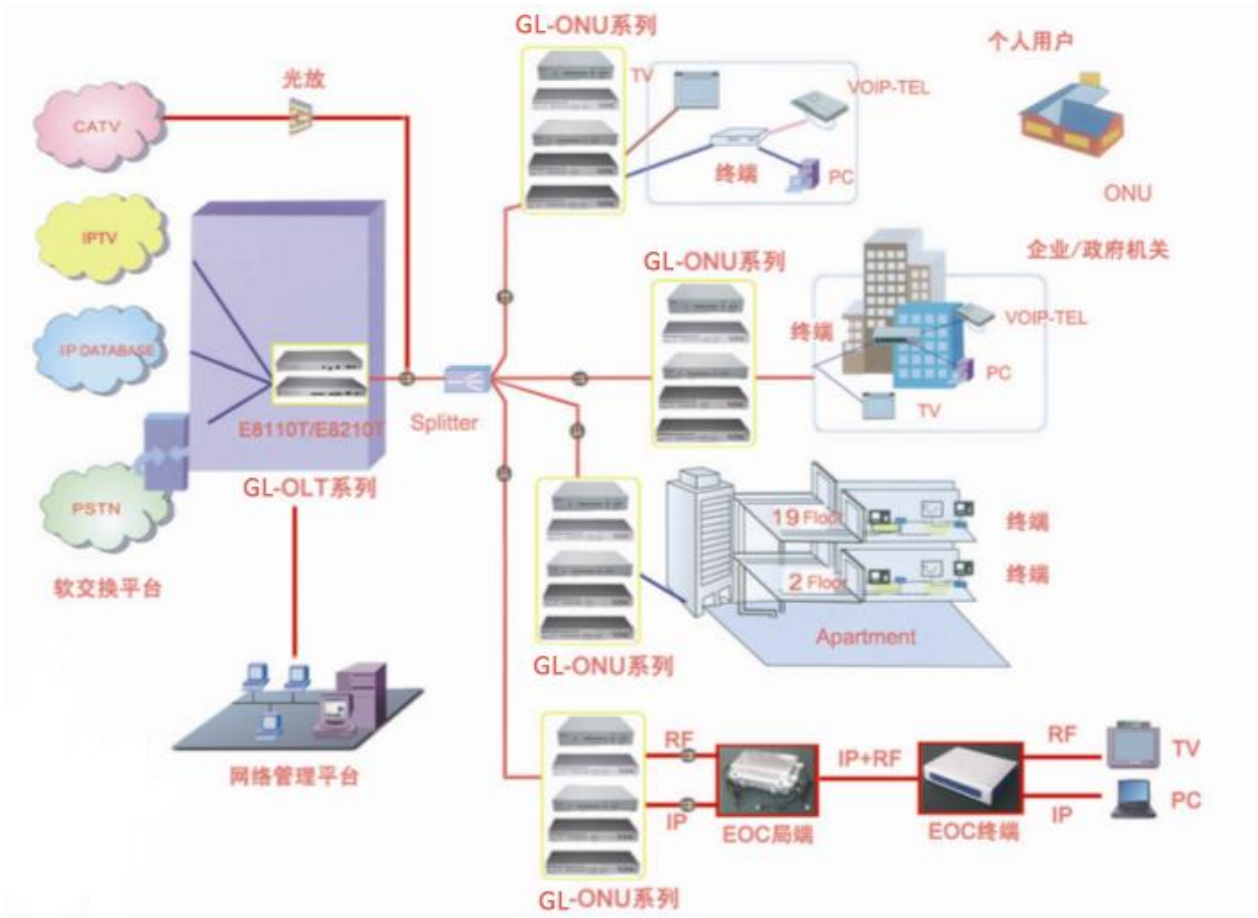 GL-ONU系列
个人用户
光放
TV
VOIP-TEL
CATV
终端
PC
ONU
IPTV
企业/政府机关
GL-ONU系列
VOIP-TEL
终端
IP DATABASE
PC
TV
E8110T/E8210T
Splitter
GL-OLT系列
PSTN
19 Floor
终端
软交换平台
2 Floor
终端
Apartment
GL-ONU系列
RF
IP+RF
RF
TV
网络管理平台
PC
IP
IP
EOC局端
EOC终端
GL-ONU系列